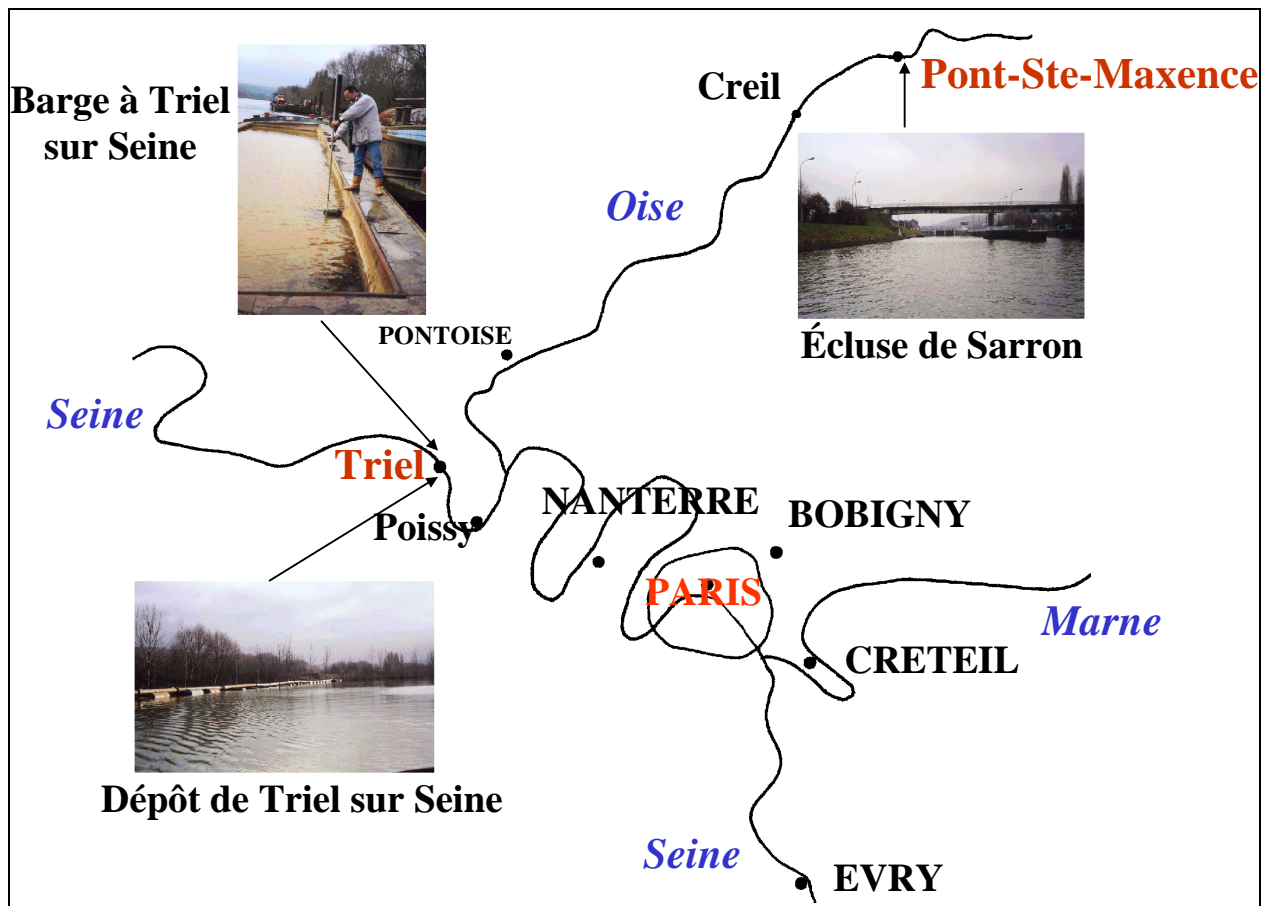 Barge à Triel
sur Seine
Creil
Pont-Ste-Maxence
Oise
Écluse de Sarron
PONTOISE
Seine
Triel
Poissy
NANTERRE
BOBIGNY
PARIS
Marne
CRETEIL
Dépôt de Triel sur Seine
Seine
EVRY